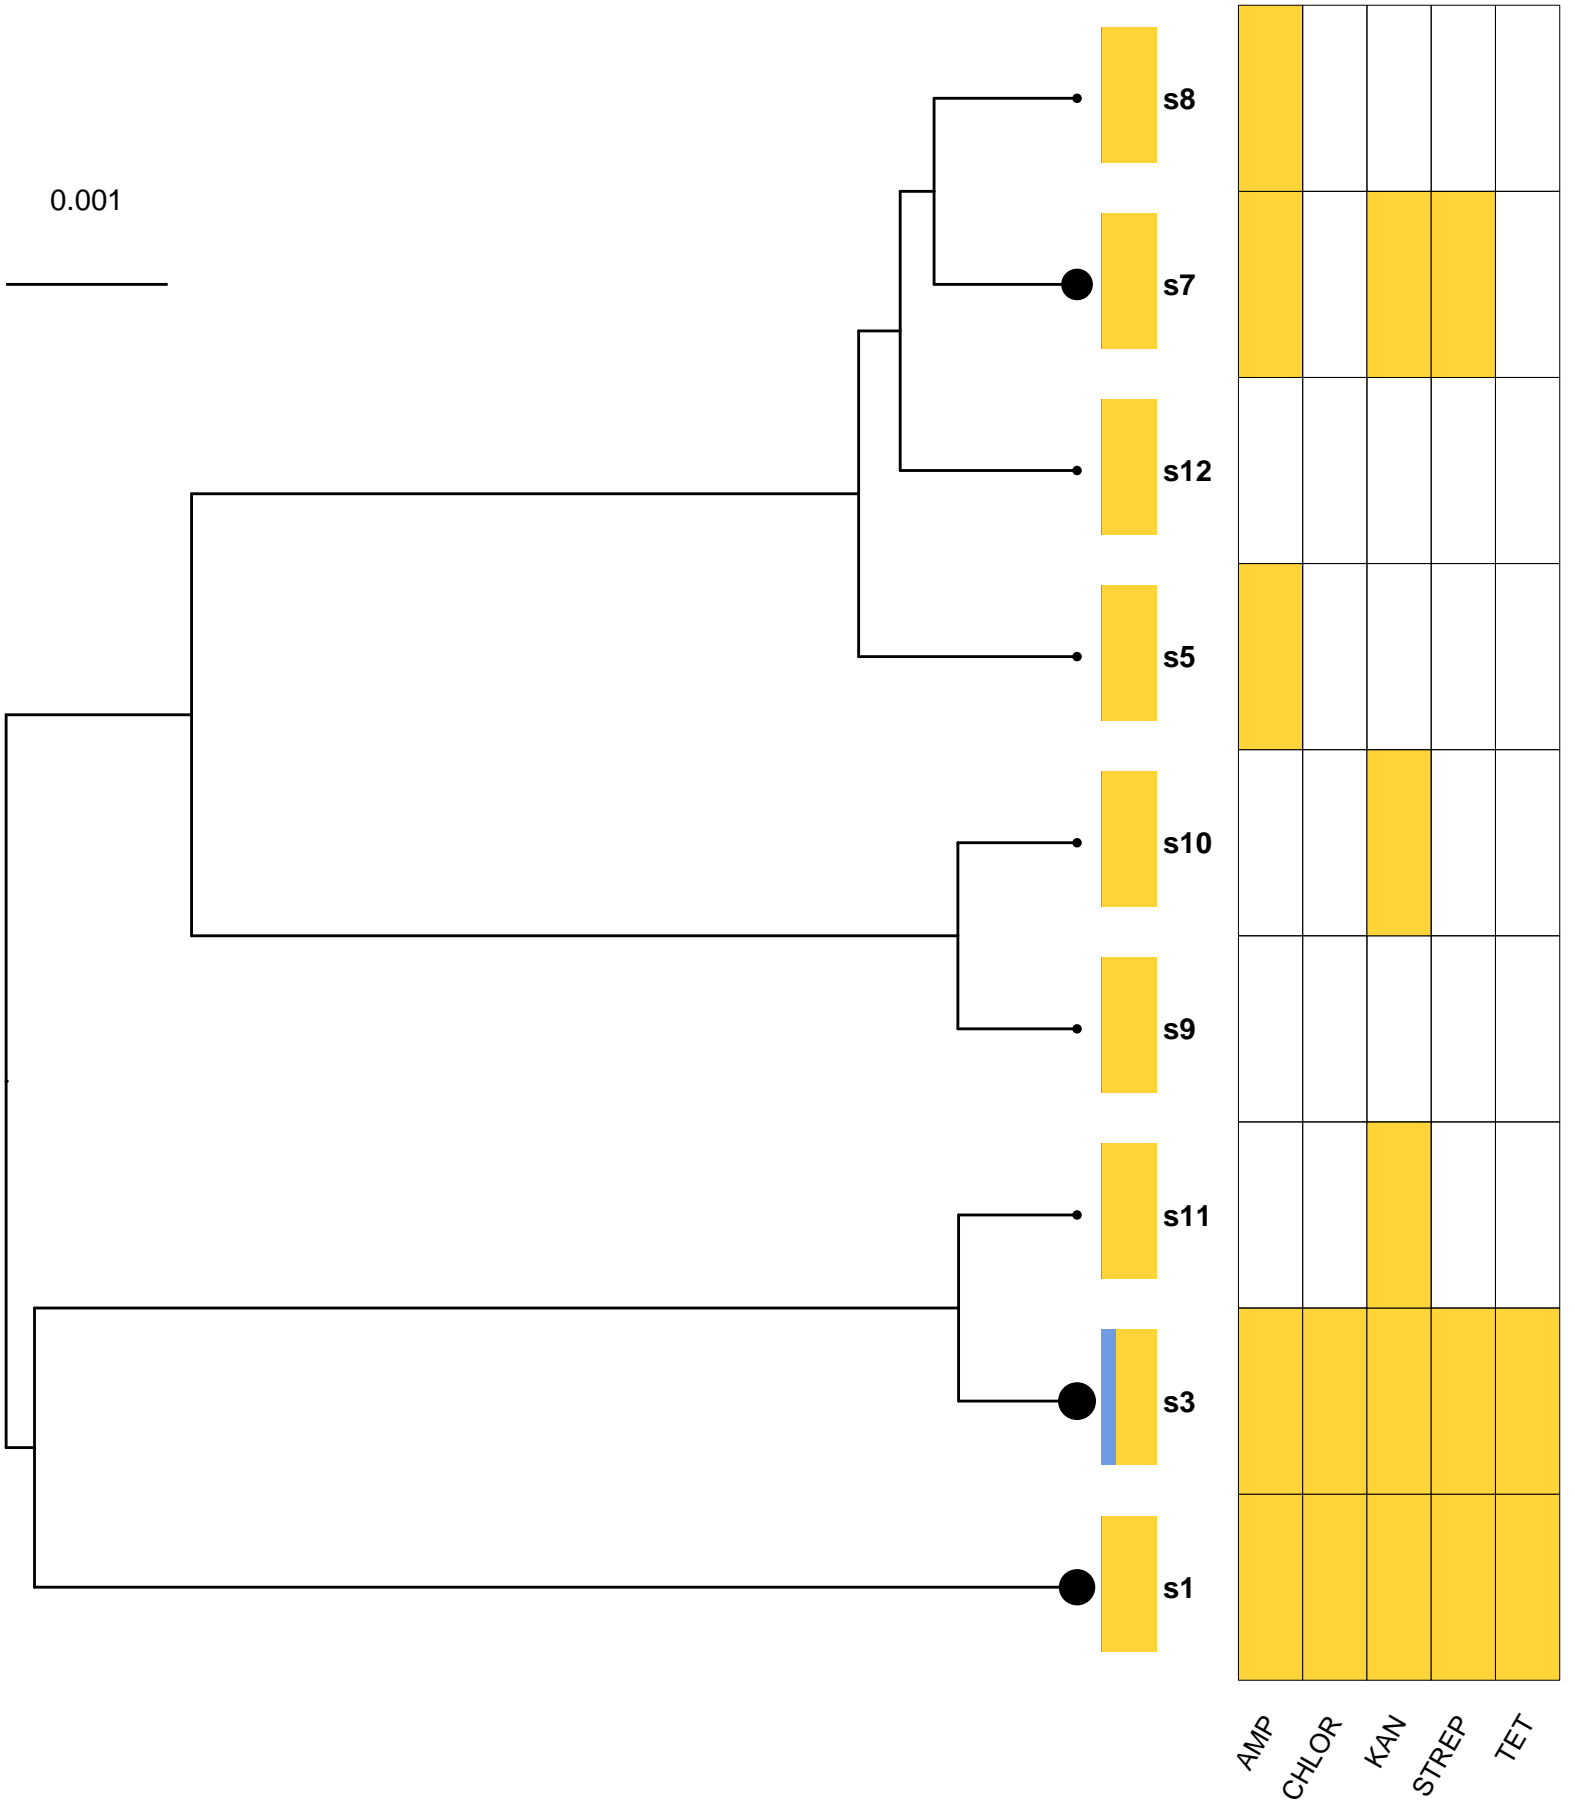 s8
0.001
s7
s12
s5
s10
s9
s11
s3
s1
AMP
CHLOR
KAN
STREP
TET